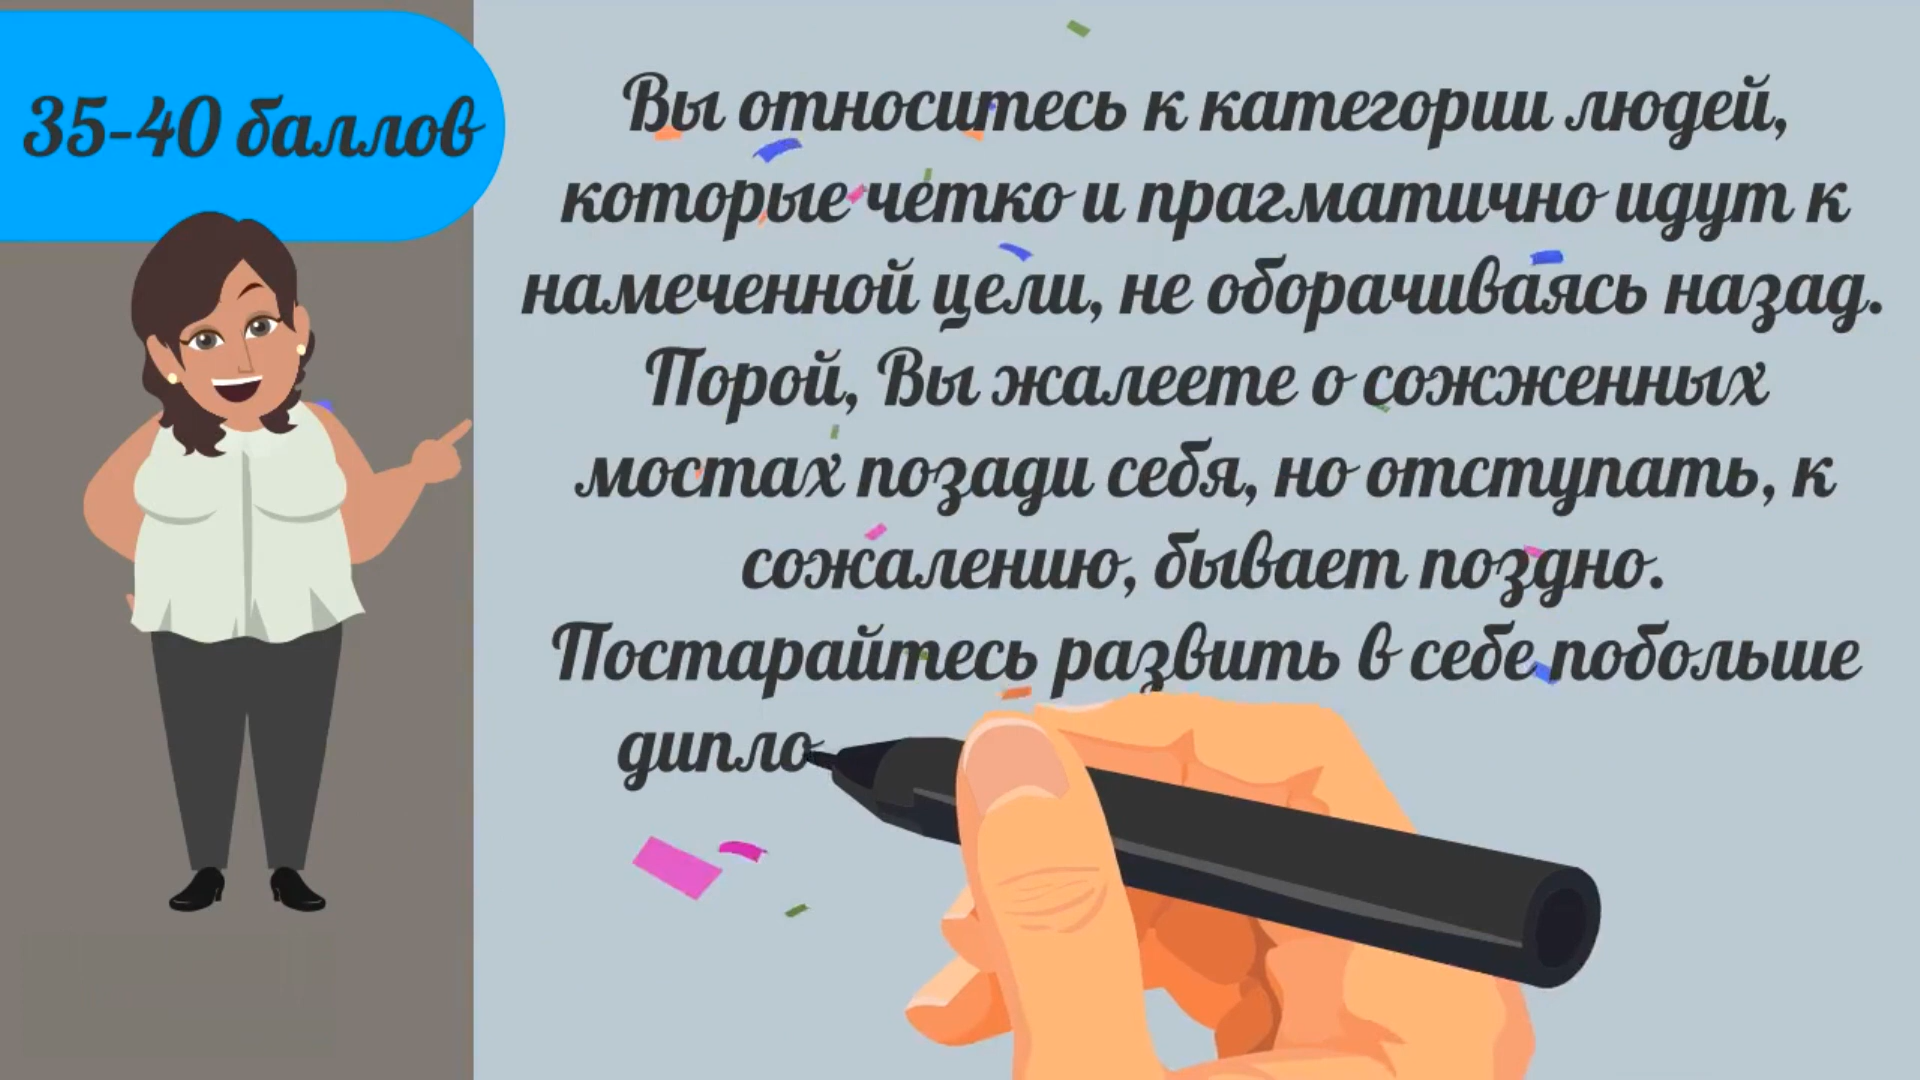 35-40 баллов
Вы относитесь к категории людей,
которые четко и прагматично идут к
намеченной цели, не оборачиваясь назад.
Порой, Вы жалеете о сожженных
мостах позади себя, но отступать, к
сожалению, бывает поздно.
Постарайтесь развить в себе побольше
дипло